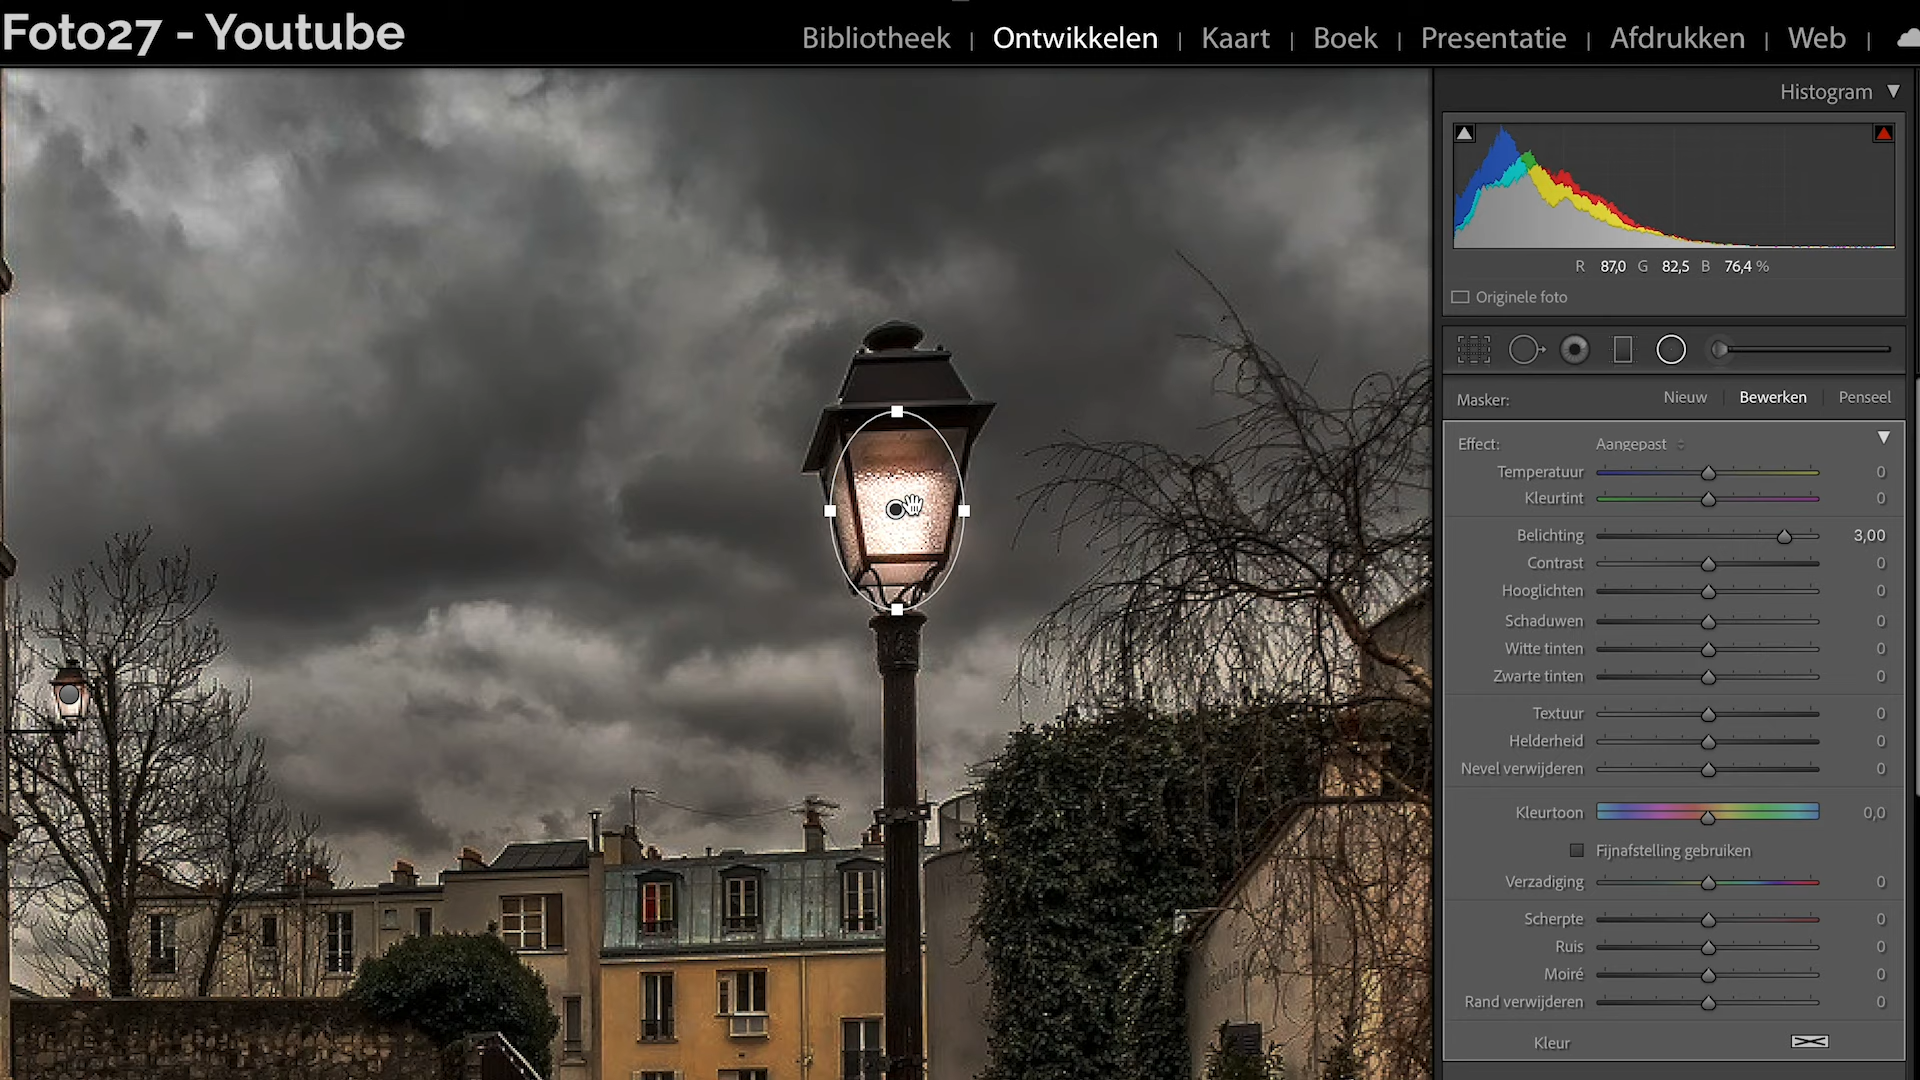 Foto27 - Youtube
Bibliotheek | Ontwikkelen | Kaart | Boek | Presentatie | Afdrukken | Web |
Histogram
R 87,0 G 82,5 B 76,4 %
Originele foto
Masker: Nieuw Bewerken Penseel
Effect: Aangepast
Temperatuur 0
Kleurtint 0
Belichting 3,00
Contrast 0
Hooglichten 0
Schaduwen 0
Witte tinten 0
Zwarte tinten 0
Textuur 0
Helderheid 0
Nevel verwijderen 0
Kleurtoon 0,0
Fijnafstelling gebruiken
Verzadiging 0
Scherpte 0
Ruis 0
Moiré 0
Rand verwijderen 0
Kleur